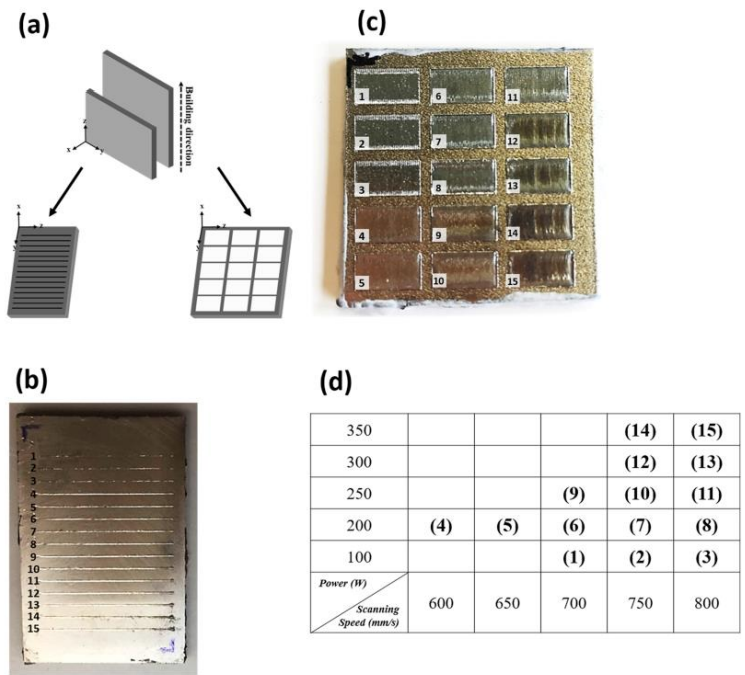 (a)
Building direction
z
x
y
x
z
y
x
z
y
(b)
1
2
3
4
5
6
7
8
9
10
11
12
13
14
15
(c)
1
6
11
2
7
12
3
8
13
4
9
14
5
10
15
(d)
350 (14) (15)
300 (12) (13)
250 (9) (10) (11)
200 (4) (5) (6) (7) (8)
100 (1) (2) (3)
Power (W)
Scanning
Speed (mm/s)
600 650 700 750 800